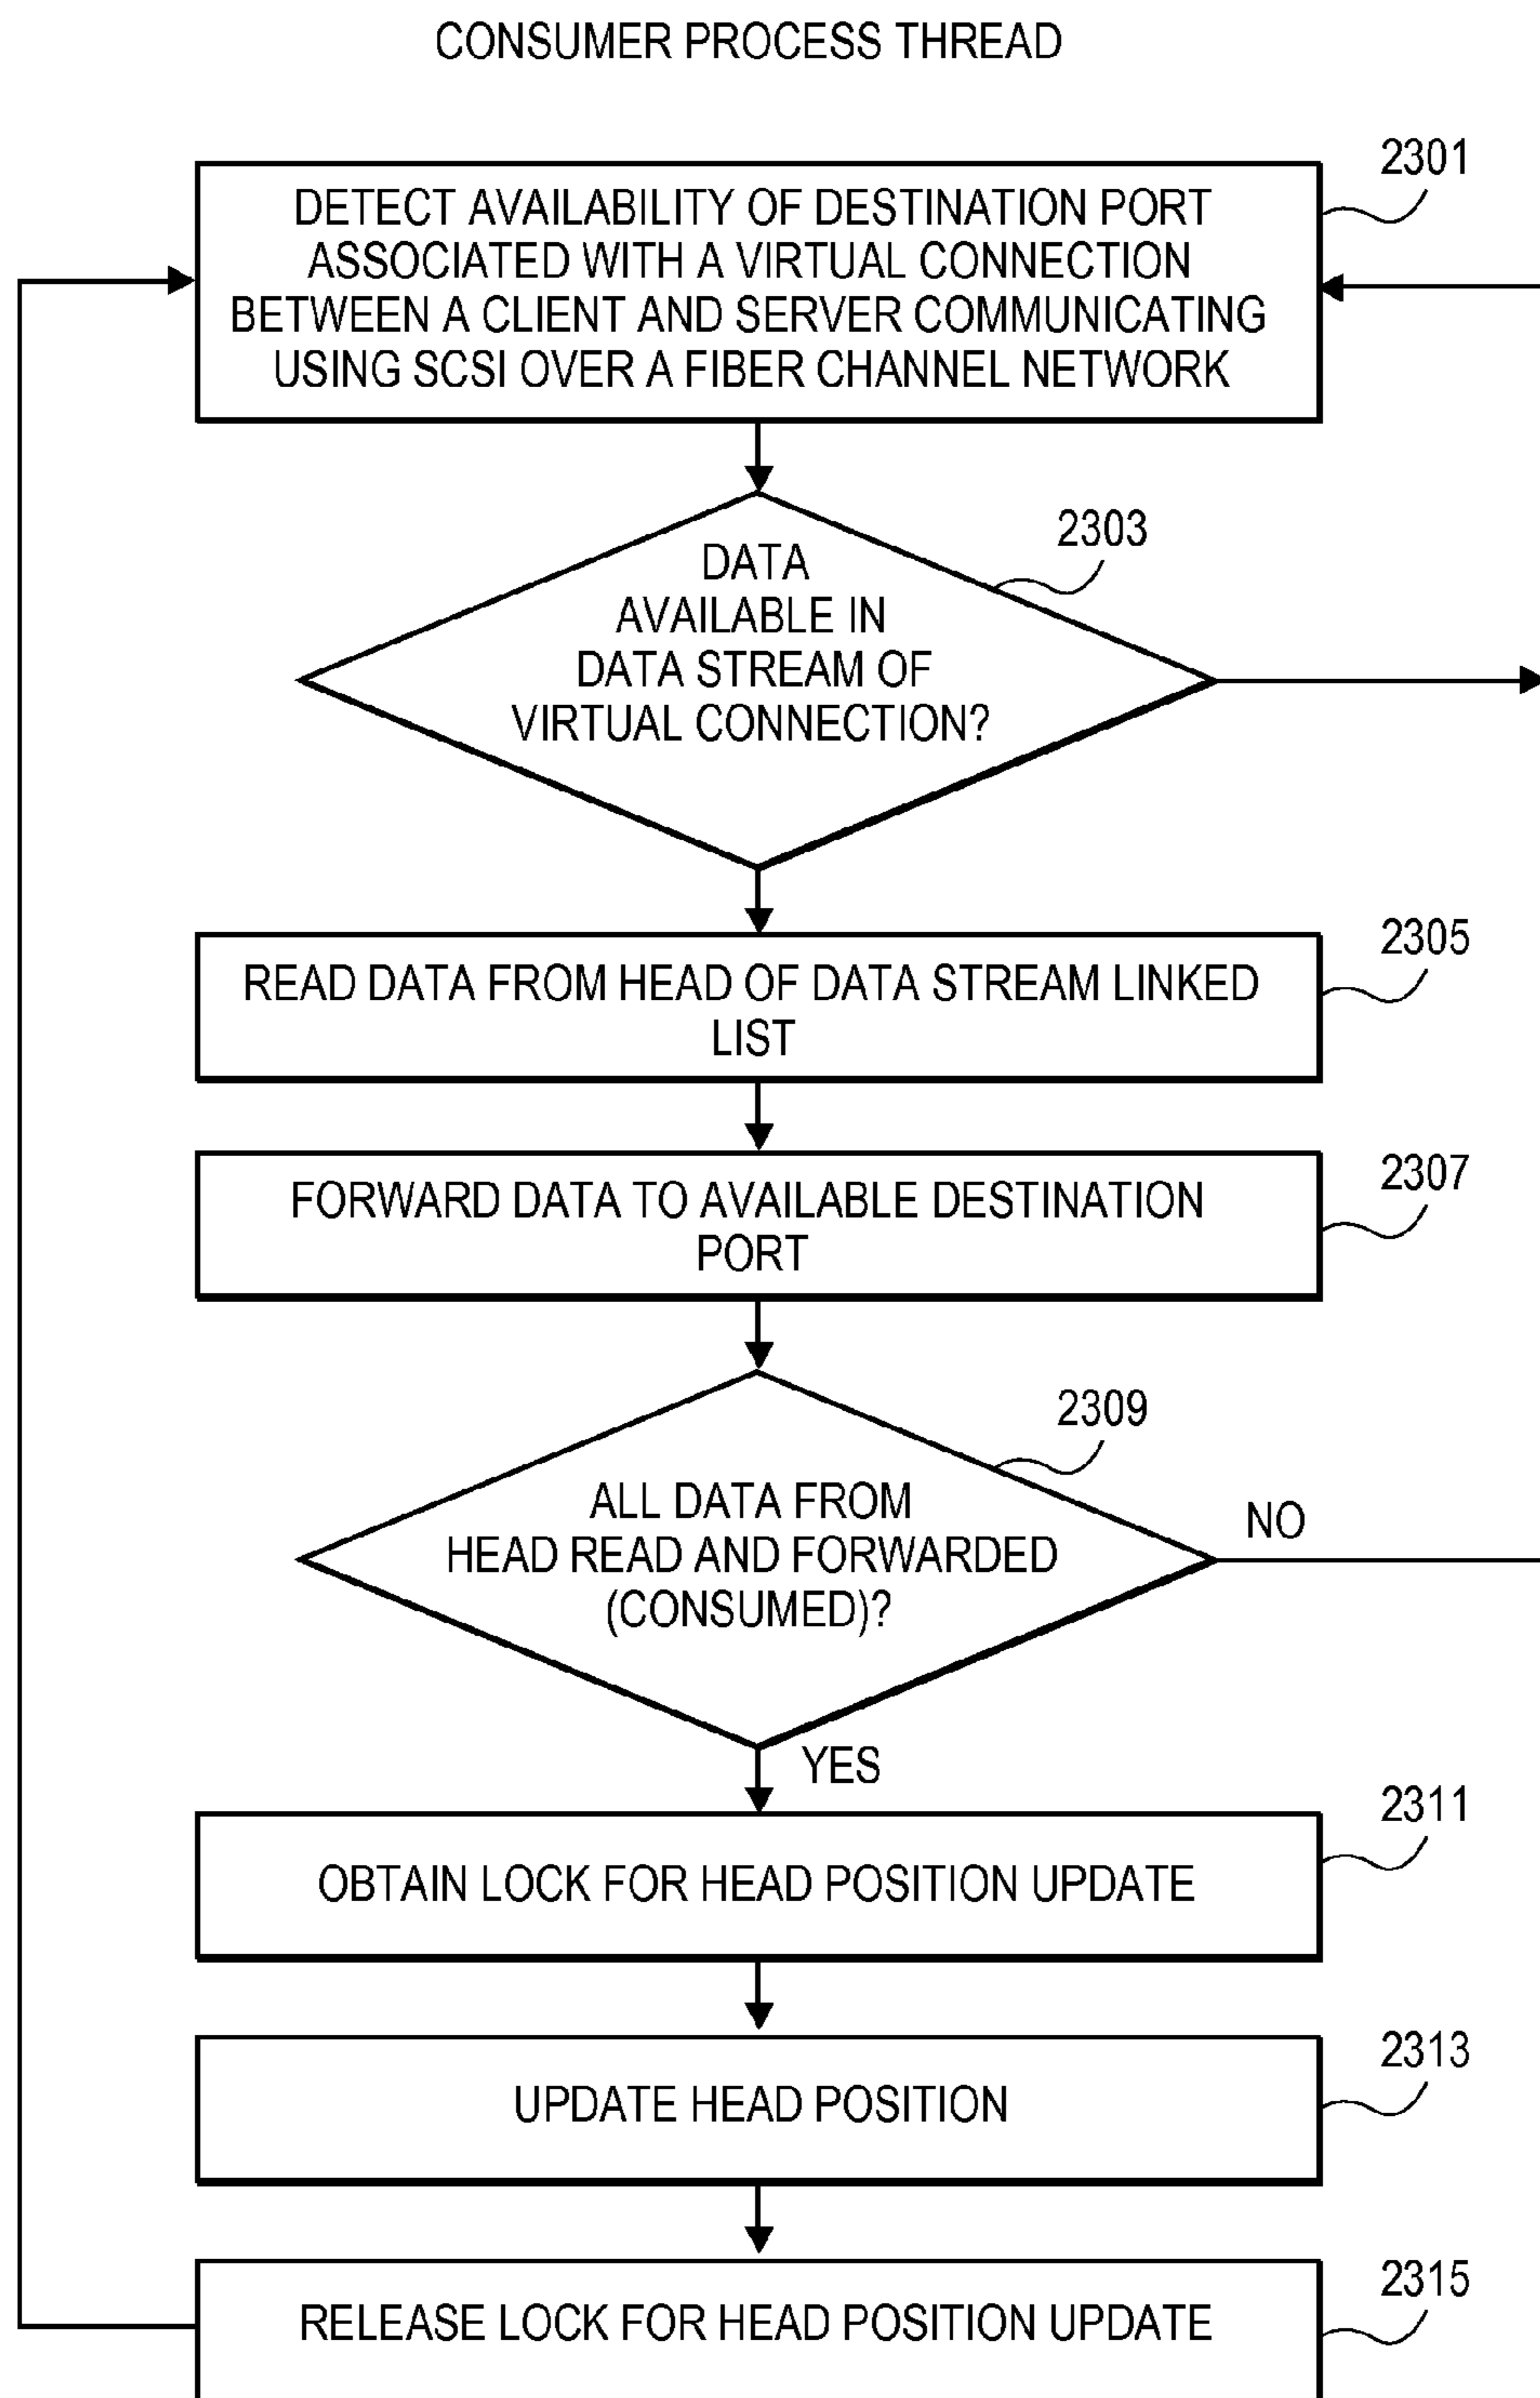 CONSUMER PROCESS THREAD
2301
DETECT AVAILABILITY OF DESTINATION PORT
ASSOCIATED WITH A VIRTUAL CONNECTION
BETWEEN A CLIENT AND SERVER COMMUNICATING
USING SCSI OVER A FIBER CHANNEL NETWORK
2303
DATA
AVAILABLE IN
DATA STREAM OF
VIRTUAL CONNECTION?
2305
READ DATA FROM HEAD OF DATA STREAM LINKED
LIST
2307
FORWARD DATA TO AVAILABLE DESTINATION
PORT
2309
ALL DATA FROM
HEAD READ AND FORWARDED
(CONSUMED)?
NO
YES
2311
OBTAIN LOCK FOR HEAD POSITION UPDATE
2313
UPDATE HEAD POSITION
2315
RELEASE LOCK FOR HEAD POSITION UPDATE